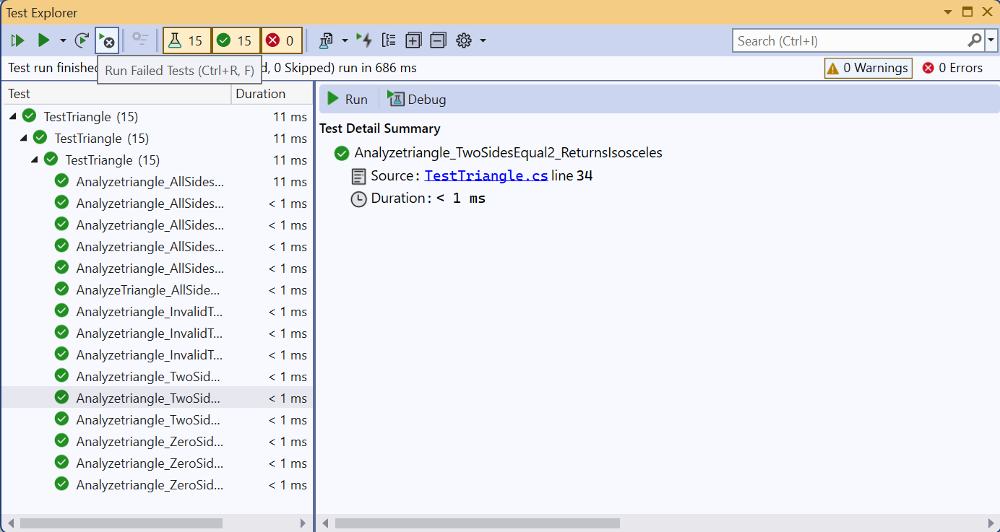 Test Explorer
15 15 0
Search (Ctrl+I)
Test run finished
d, 0 Skipped) run in 686 ms
0 Warnings
0 Errors
Run Failed Tests (Ctrl+R, F)
Test Duration
TestTriangle (15) 11 ms
TestTriangle (15) 11 ms
TestTriangle (15) 11 ms
Analyzetriangle_AllSides... 11 ms
Analyzetriangle_AllSides... < 1 ms
Analyzetriangle_AllSides... < 1 ms
Analyzetriangle_AllSides... < 1 ms
Analyzetriangle_AllSides... < 1 ms
AnalyzeTriangle_AllSide... < 1 ms
Analyzetriangle_InvalidT... < 1 ms
Analyzetriangle_InvalidT... < 1 ms
Analyzetriangle_InvalidT... < 1 ms
Analyzetriangle_TwoSid... < 1 ms
Analyzetriangle_TwoSid... < 1 ms
Analyzetriangle_TwoSid... < 1 ms
Analyzetriangle_ZeroSid... < 1 ms
Analyzetriangle_ZeroSid... < 1 ms
Analyzetriangle_ZeroSid... < 1 ms
Run Debug
Test Detail Summary
Analyzetriangle_TwoSidesEqual2_ReturnsIsosceles
Source: TestTriangle.cs line 34
Duration: < 1 ms